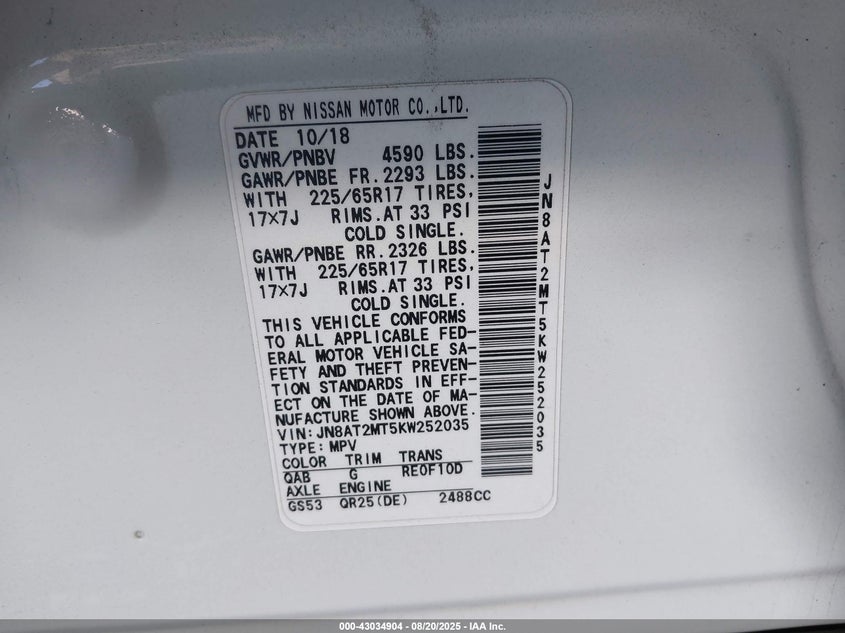 MFD BY NISSAN MOTOR CO.,LTD.
DATE 10/18
GVWR/PNBV 4590 LBS.
GAWR/PNBE FR. 2293 LBS.
WITH 225/65R17 TIRES,
17×7J RIMS.AT 33 PSI
COLD SINGLE.
GAWR/PNBE RR. 2326 LBS.
WITH 225/65R17 TIRES,
17×7J RIMS.AT 33 PSI
COLD SINGLE.
THIS VEHICLE CONFORMS
TO ALL APPLICABLE FED-
ERAL MOTOR VEHICLE SA-
FETY AND THEFT PREVEN-
TION STANDARDS IN EFF-
ECT ON THE DATE OF MA-
NUFACTURE SHOWN ABOVE.
VIN: JN8AT2MT5KW252035
TYPE: MPV
COLOR TRIM TRANS
QAB G RE0F10D
AXLE ENGINE
GS53 QR25(DE) 2488CC
JN8AT2MT5KW252035
000-43034904 - 08/20/2025 - IAA Inc.